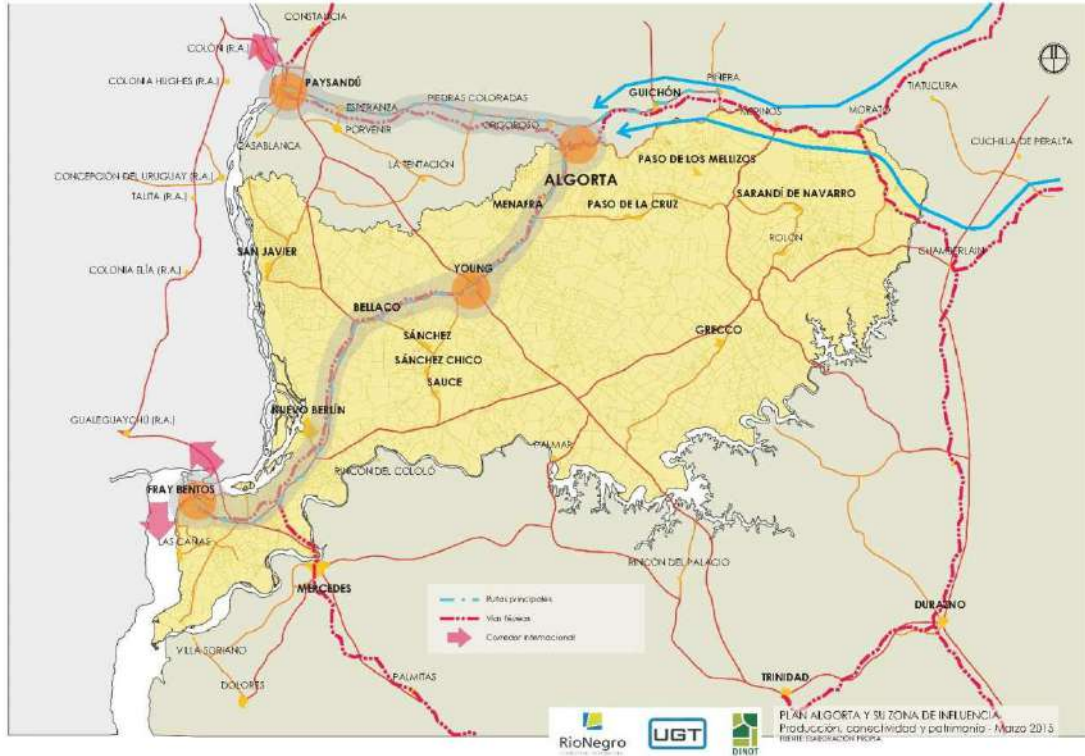 CONSTANCIA
COLÓN (R.A.)
PAYSANDÚ
COLONIA HUGHES (R.A.)
PIÑERA
GUICHÓN
TIATUCURA
ESPERANZA
PIEDRAS COLORADAS
MERINOS
MORATO
PORVENIR
ORGOROSO
CUCHILLA DE PERALTA
CASABLANCA
LA TENTACIÓN
PASO DE LOS MELLIZOS
CONCEPCIÓN DEL URUGUAY (R.A.)
ALGORTA
TALITA (R.A.)
MENAFRA
PASO DE LA CRUZ
SARANDÍ DE NAVARRO
ROLÓN
SAN JAVIER
CHAMBERLAIN
COLONIA ELÍA (R.A.)
YOUNG
BELLACO
GRECCO
SÁNCHEZ
SÁNCHEZ CHICO
SAUCE
NUEVO BERLÍN
GUALEGUAYCHÚ (R.A.)
PALMAR
RINCÓN DEL COLOLÓ
FRAY BENTOS
LAS CAÑAS
RINCÓN DEL PALACIO
MERCEDES
Rutas principales
Vías férreas
Corredor internacional
DURAZNO
VILLA SORIANO
DOLORES
PALMITAS
TRINIDAD
RioNegro
UGT
DINOT
PLAN ALGORTA Y SU ZONA DE INFLUENCIA
Producción, conectividad y patrimonio - Marzo 2015
FUENTE: ELABORACIÓN PROPIA